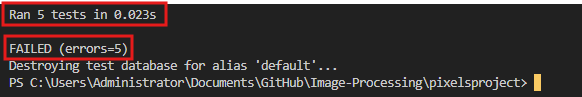 Ran 5 tests in 0.023s
FAILED (errors=5)
Destroying test database for alias 'default'...
PS C:\Users\Administrator\Documents\GitHub\Image-Processing\pixelsproject>